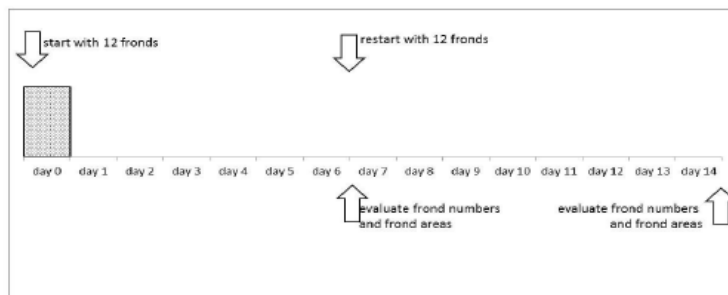 start with 12 fronds
restart with 12 fronds
day 0 day 1 day 2 day 3 day 4 day 5 day 6 day 7 day 8 day 9 day 10 day 11 day 12 day 13 day 14
evaluate frond numbers
and frond areas
evaluate frond numbers
and frond areas